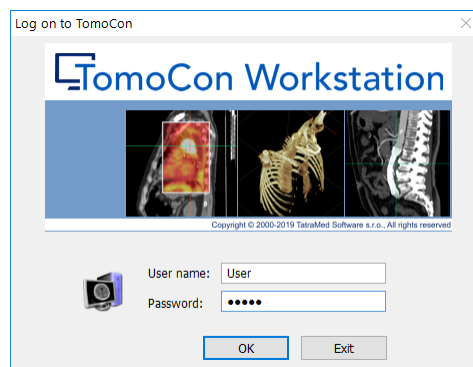 Log on to TomoCon
TomoCon Workstation
Copyright © 2000-2019 TatraMed Software s.r.o., All rights reserved
User name: User
Password: ●●●●●
OK Exit